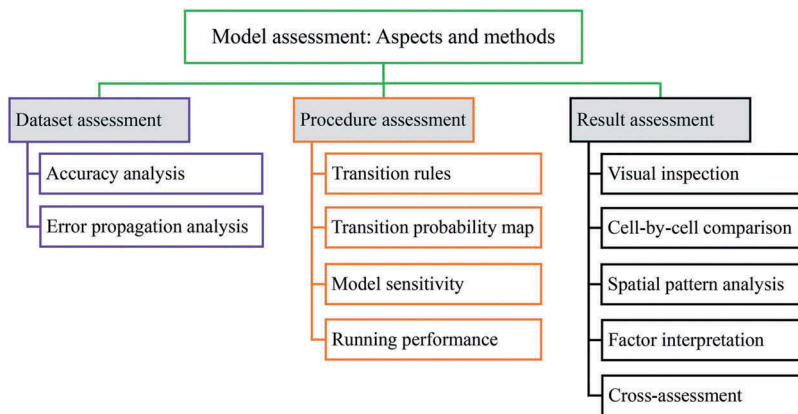 Model assessment: Aspects and methods
Dataset assessment
Accuracy analysis
Error propagation analysis
Procedure assessment
Transition rules
Transition probability map
Model sensitivity
Running performance
Result assessment
Visual inspection
Cell-by-cell comparison
Spatial pattern analysis
Factor interpretation
Cross-assessment